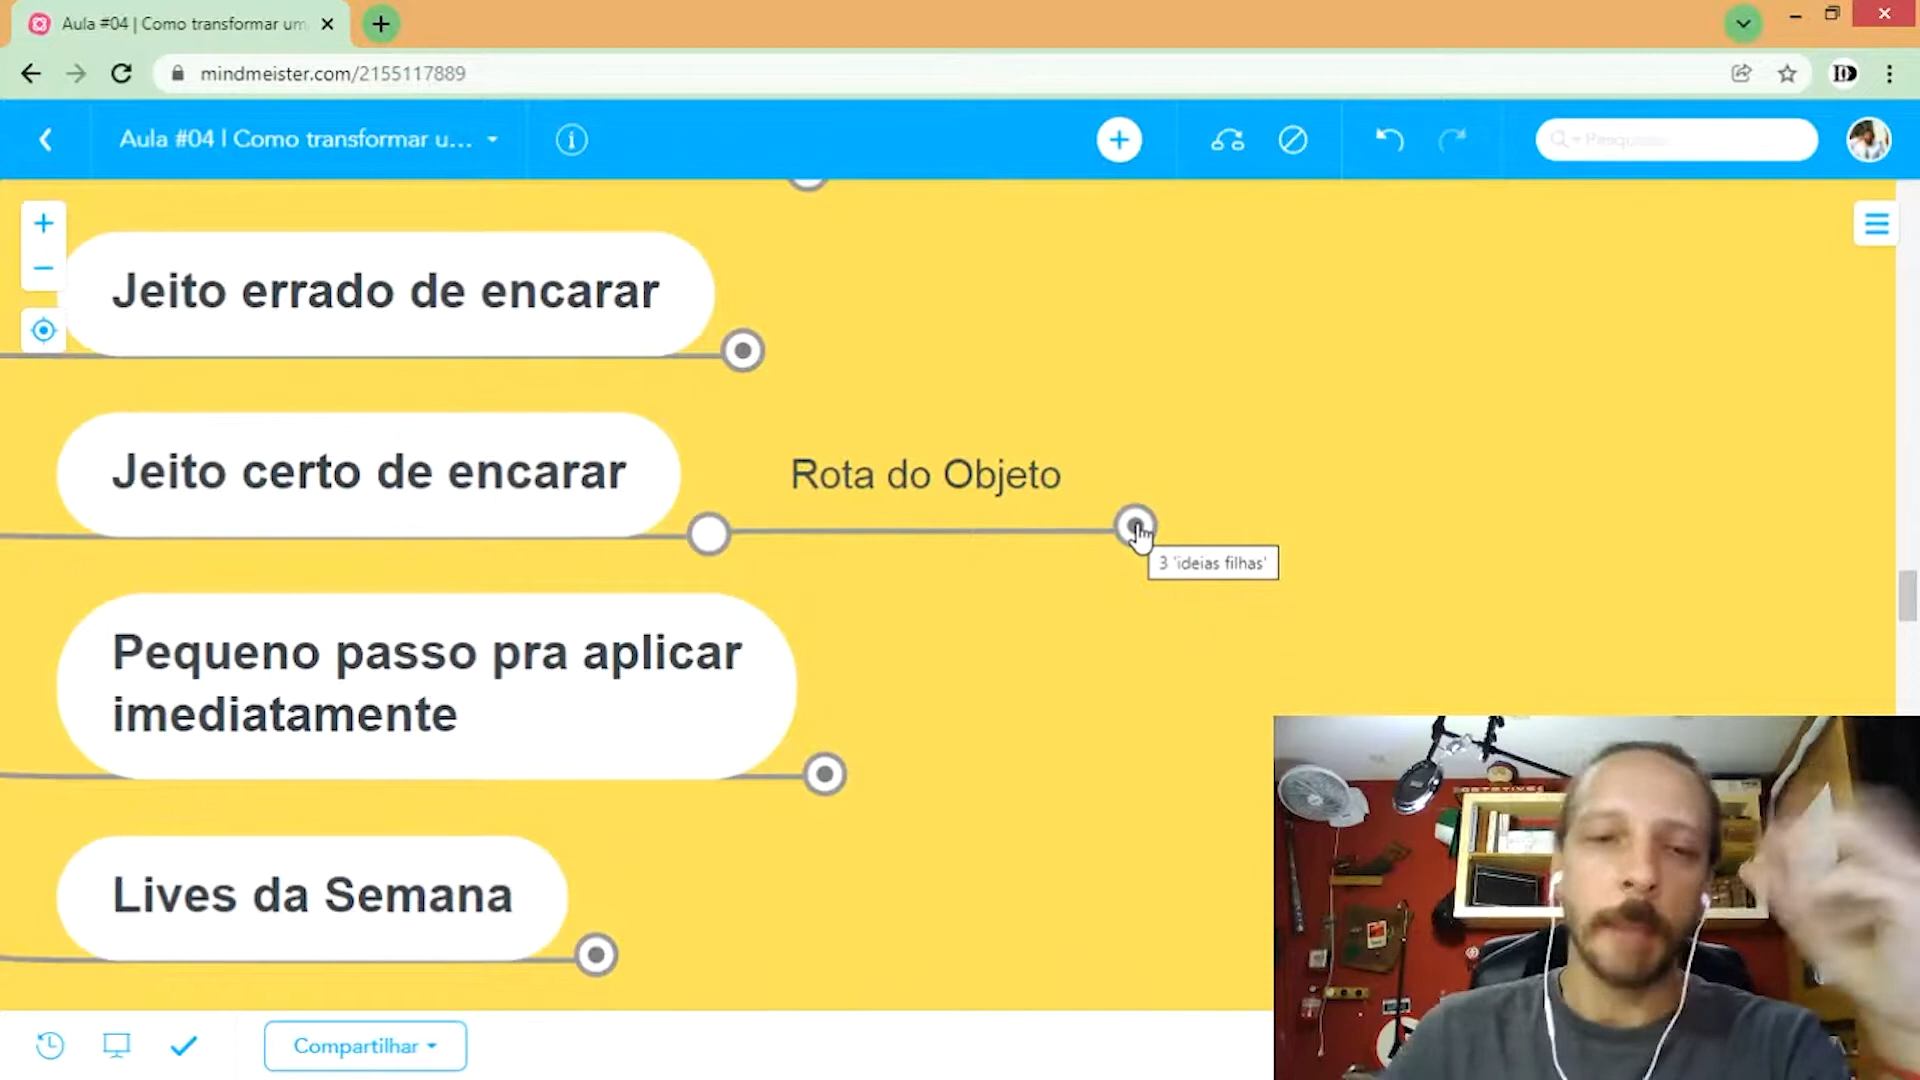 Aula #04 | Como transformar um
mindmeister.com/2155117889
Aula #04 | Como transformar u...
Jeito errado de encarar
Jeito certo de encarar
Rota do Objeto
3 'ideias filhas'
Pequeno passo pra aplicar
imediatamente
Lives da Semana
DETETIVE
Compartilhar